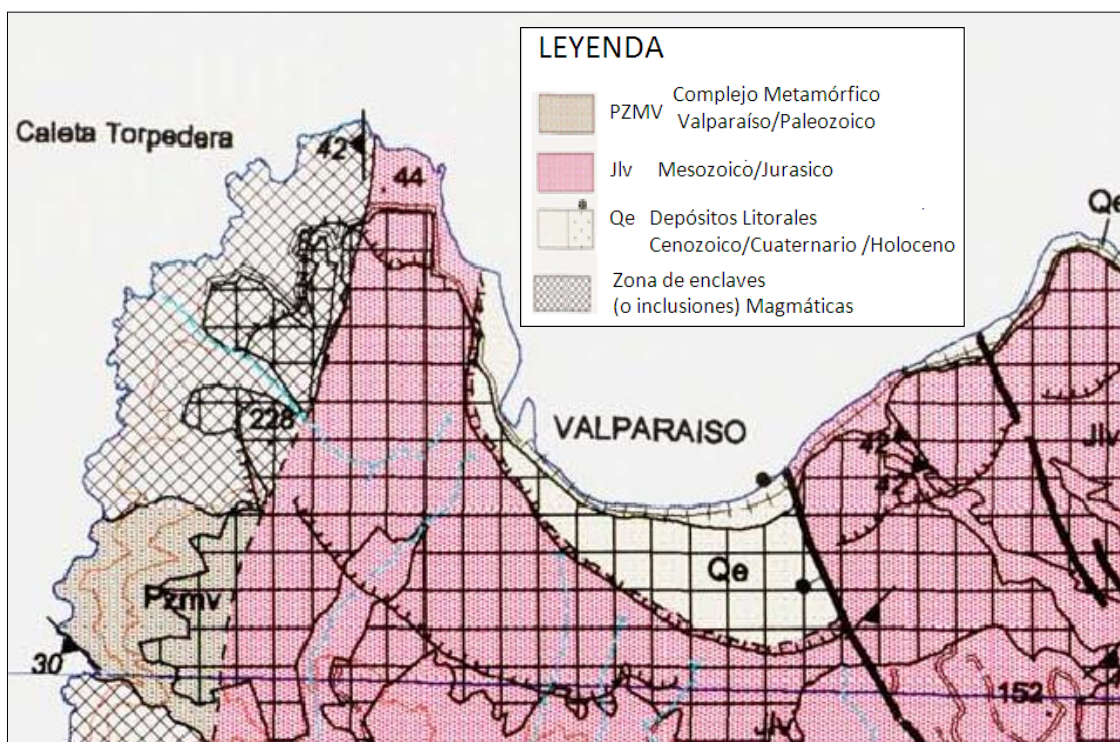 LEYENDA
PZMV Complejo Metamórfico
Valparaíso/Paleozoico
Jlv Mesozoico/Jurasico
Qe Depósitos Litorales
Cenozoico/Cuaternario /Holoceno
Zona de enclaves
(o inclusiones) Magmáticas
Caleta Torpedera
42
44
Qe
228
VALPARAISO
42
42
Jlv
Qe
Pzmv
30
152
Jlv